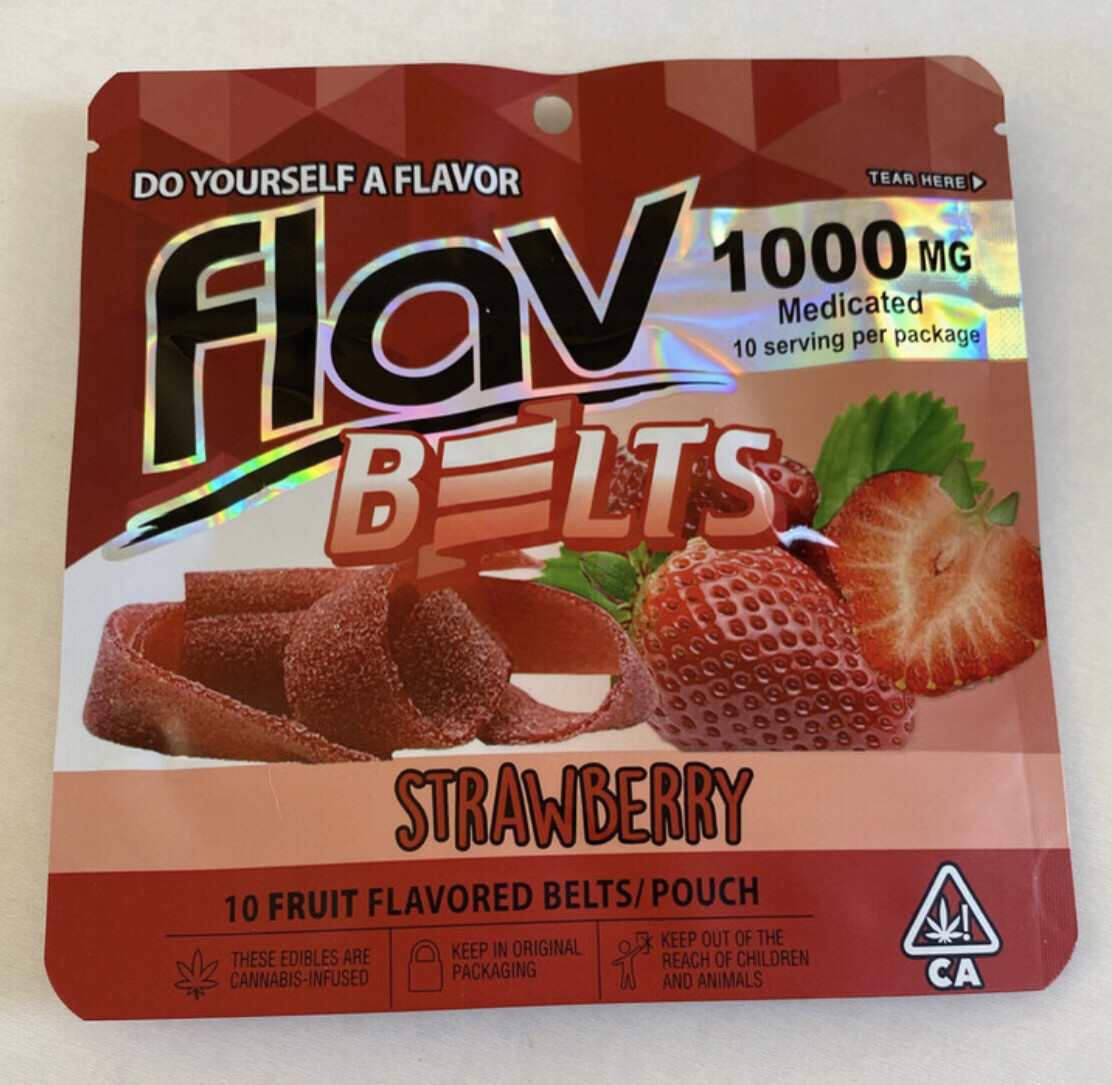 DO YOURSELF A FLAVOR
TEAR HERE
flav
1000 MG
Medicated
10 serving per package
BELTS
STRAWBERRY
10 FRUIT FLAVORED BELTS/POUCH
THESE EDIBLES ARE
CANNABIS-INFUSED
KEEP IN ORIGINAL
PACKAGING
KEEP OUT OF THE
REACH OF CHILDREN
AND ANIMALS
!
CA